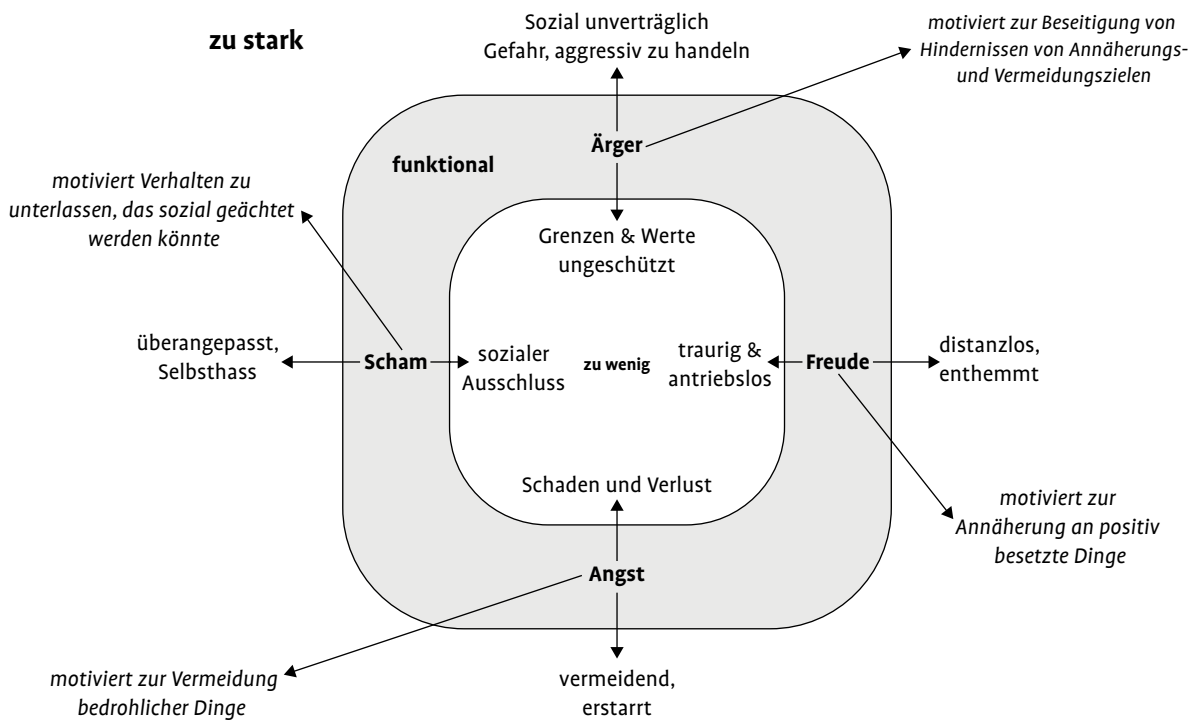 zu stark
Sozial unverträglich
Gefahr, aggressiv zu handeln
motiviert zur Beseitigung von
Hindernissen von Annäherungs-
und Vermeidungszielen
Ärger
funktional
motiviert Verhalten zu
unterlassen, das sozial geächtet
werden könnte
Grenzen & Werte
ungeschützt
überangepasst,
Selbsthass
Scham
sozialer
Ausschluss
zu wenig
traurig &
antriebslos
Freude
distanzlos,
enthemmt
Schaden und Verlust
motiviert zur
Annäherung an positiv
besetzte Dinge
Angst
motiviert zur Vermeidung
bedrohlicher Dinge
vermeidend,
erstarrt